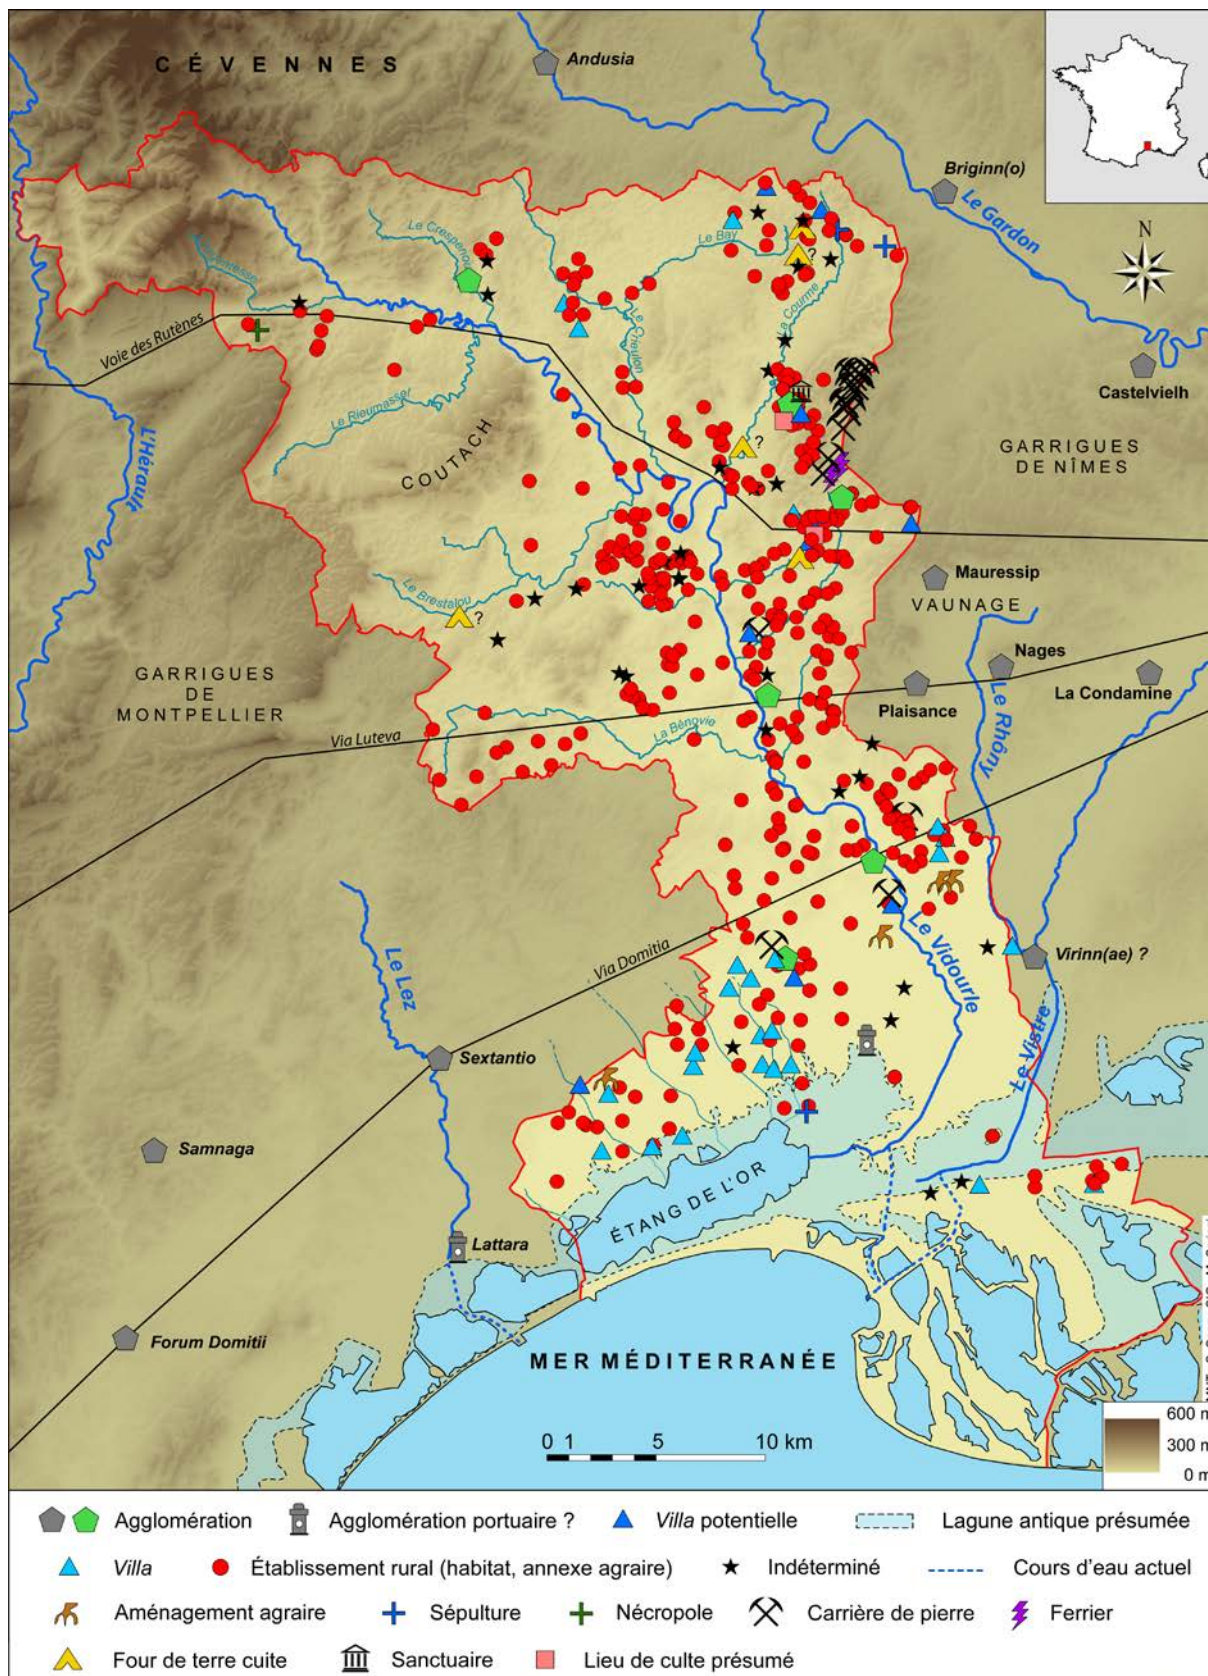 CÉVENNES
Andusia
Briginn(o)
Le Gardon
N
Le Crespenou
Le Bay
?
La Courme
Le Crieulon
Voie des Rutènes
Castelvielh
Le Rieumasser
L'Hérault
COUTACH
?
GARRIGUES
DE NÎMES
Mauressip
VAUNAGE
Le Brestalou
?
Nages
GARRIGUES
DE
MONTPELLIER
La Condamine
Plaisance
Via Luteva
La Bénovie
Le Rhôny
Le Vidourle
Virinn(ae) ?
Via Domitia
Le Lez
Sextantio
Le Vistre
Samnaga
ÉTANG DE L'OR
Lattara
Forum Domitii
MER MÉDITERRANÉE
0 1 5 10 km
600 m
300 m
0 m
Agglomération
Agglomération portuaire ?
Villa potentielle
Lagune antique présumée
Villa
Établissement rural (habitat, annexe agraire)
Indéterminé
Cours d'eau actuel
Aménagement agraire
Sépulture
Nécropole
Carrière de pierre
Ferrier
Four de terre cuite
Sanctuaire
Lieu de culte présumé